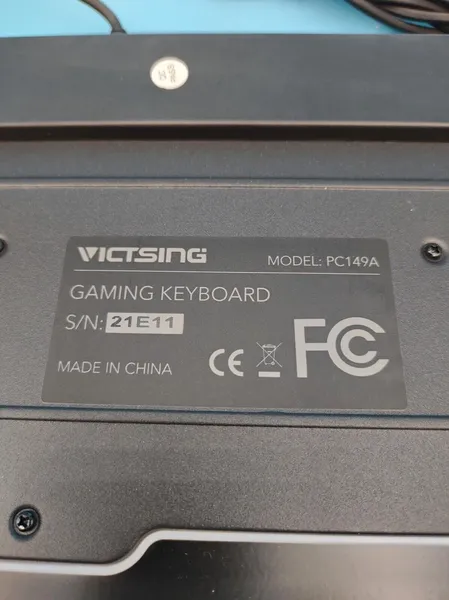 VICTSING
MODEL: PC149A
GAMING KEYBOARD
S/N: 21E11
MADE IN CHINA
CE
FC